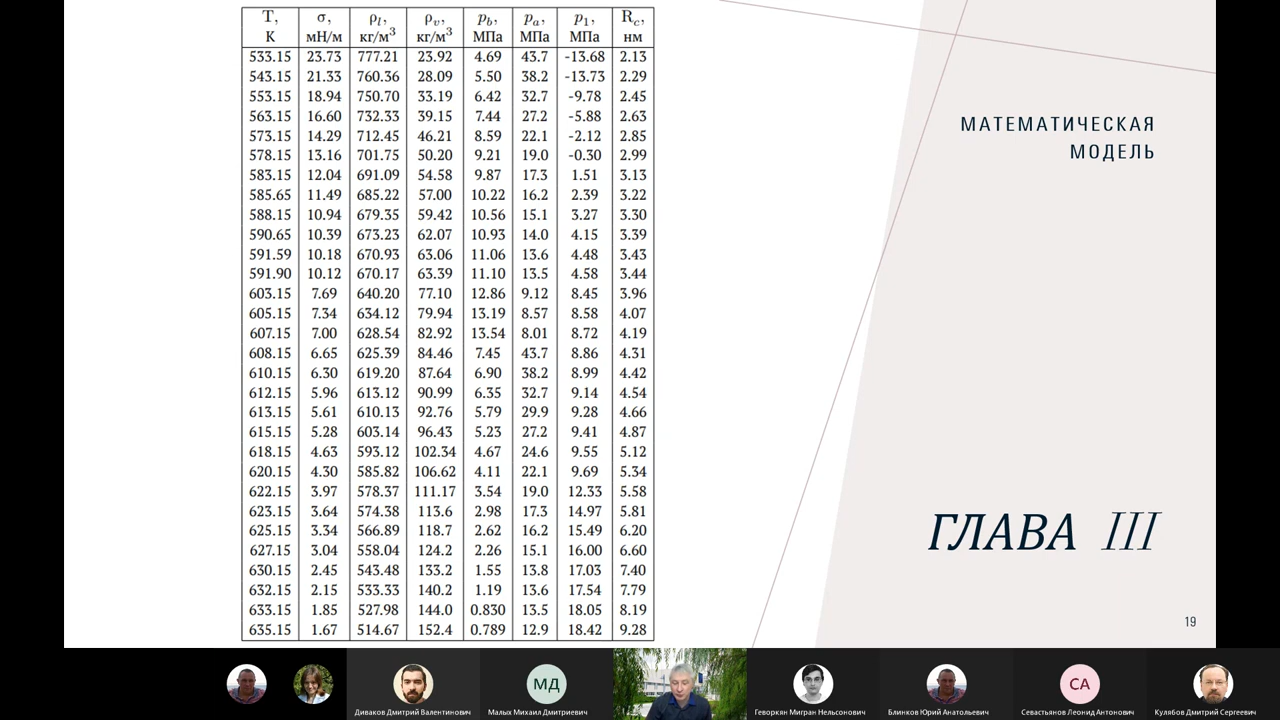 T, σ, ρl, ρv, pb, pa, p1, Rc,
К мН/м кг/м³ кг/м³ МПа МПа МПа нм
533.15 23.73 777.21 23.92 4.69 43.7 -13.68 2.13
543.15 21.33 760.36 28.09 5.50 38.2 -13.73 2.29
553.15 18.94 750.70 33.19 6.42 32.7 -9.78 2.45
563.15 16.60 732.33 39.15 7.44 27.2 -5.88 2.63
573.15 14.29 712.45 46.21 8.59 22.1 -2.12 2.85
578.15 13.16 701.75 50.20 9.21 19.0 -0.30 2.99
583.15 12.04 691.09 54.58 9.87 17.3 1.51 3.13
585.65 11.49 685.22 57.00 10.22 16.2 2.39 3.22
588.15 10.94 679.35 59.42 10.56 15.1 3.27 3.30
590.65 10.39 673.23 62.07 10.93 14.0 4.15 3.39
591.59 10.18 670.93 63.06 11.06 13.6 4.48 3.43
591.90 10.12 670.17 63.39 11.10 13.5 4.58 3.44
603.15 7.69 640.20 77.10 12.86 9.12 8.45 3.96
605.15 7.34 634.12 79.94 13.19 8.57 8.58 4.07
607.15 7.00 628.54 82.92 13.54 8.01 8.72 4.19
608.15 6.65 625.39 84.46 7.45 43.7 8.86 4.31
610.15 6.30 619.20 87.64 6.90 38.2 8.99 4.42
612.15 5.96 613.12 90.99 6.35 32.7 9.14 4.54
613.15 5.61 610.13 92.76 5.79 29.9 9.28 4.66
615.15 5.28 603.14 96.43 5.23 27.2 9.41 4.87
618.15 4.63 593.12 102.34 4.67 24.6 9.55 5.12
620.15 4.30 585.82 106.62 4.11 22.1 9.69 5.34
622.15 3.97 578.37 111.17 3.54 19.0 12.33 5.58
623.15 3.64 574.38 113.6 2.98 17.3 14.97 5.81
625.15 3.34 566.89 118.7 2.62 16.2 15.49 6.20
627.15 3.04 558.04 124.2 2.26 15.1 16.00 6.60
630.15 2.45 543.48 133.2 1.55 13.8 17.03 7.40
632.15 2.15 533.33 140.2 1.19 13.6 17.54 7.79
633.15 1.85 527.98 144.0 0.830 13.5 18.05 8.19
635.15 1.67 514.67 152.4 0.789 12.9 18.42 9.28
МАТЕМАТИЧЕСКАЯ
МОДЕЛЬ
ГЛАВА III
19
МД
СА
Диваков Дмитрий Валентинович
Малых Михаил Дмитриевич
Геворкян Мигран Нельсонович
Блинков Юрий Анатольевич
Севастьянов Леонид Антонович
Кулябов Дмитрий Сергеевич